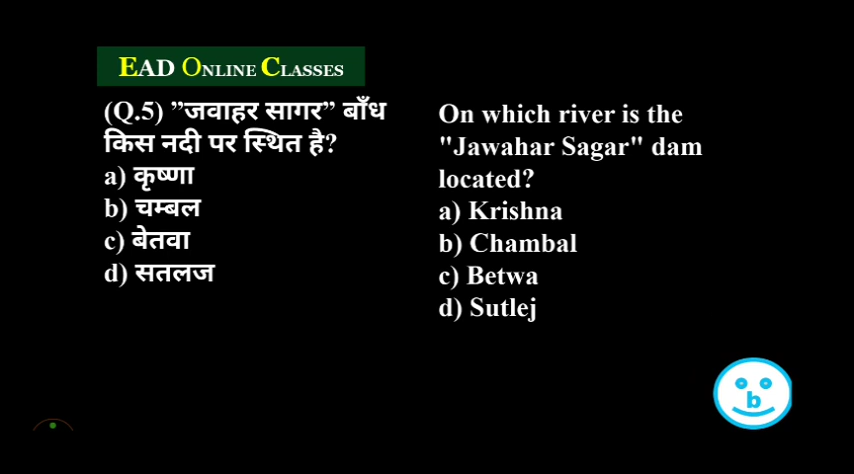 EAD ONLINE CLASSES
(Q.5) ”जवाहर सागर” बाँध
किस नदी पर स्थित है?
a) कृष्णा
b) चम्बल
c) बेतवा
d) सतलज
On which river is the
"Jawahar Sagar" dam
located?
a) Krishna
b) Chambal
c) Betwa
d) Sutlej
b